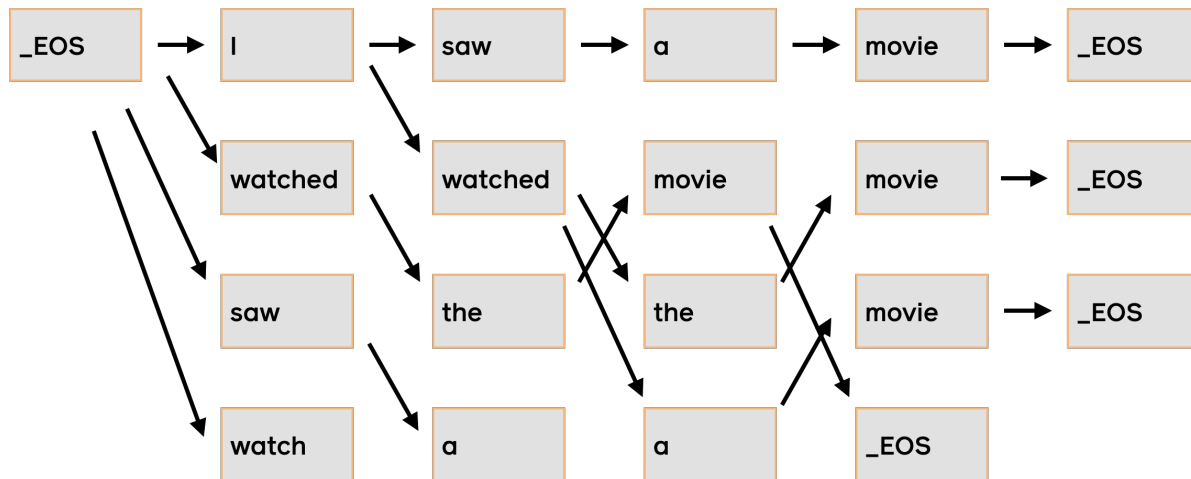 _EOS I saw a movie _EOS
watched watched movie movie _EOS
saw the the movie _EOS
watch a a _EOS